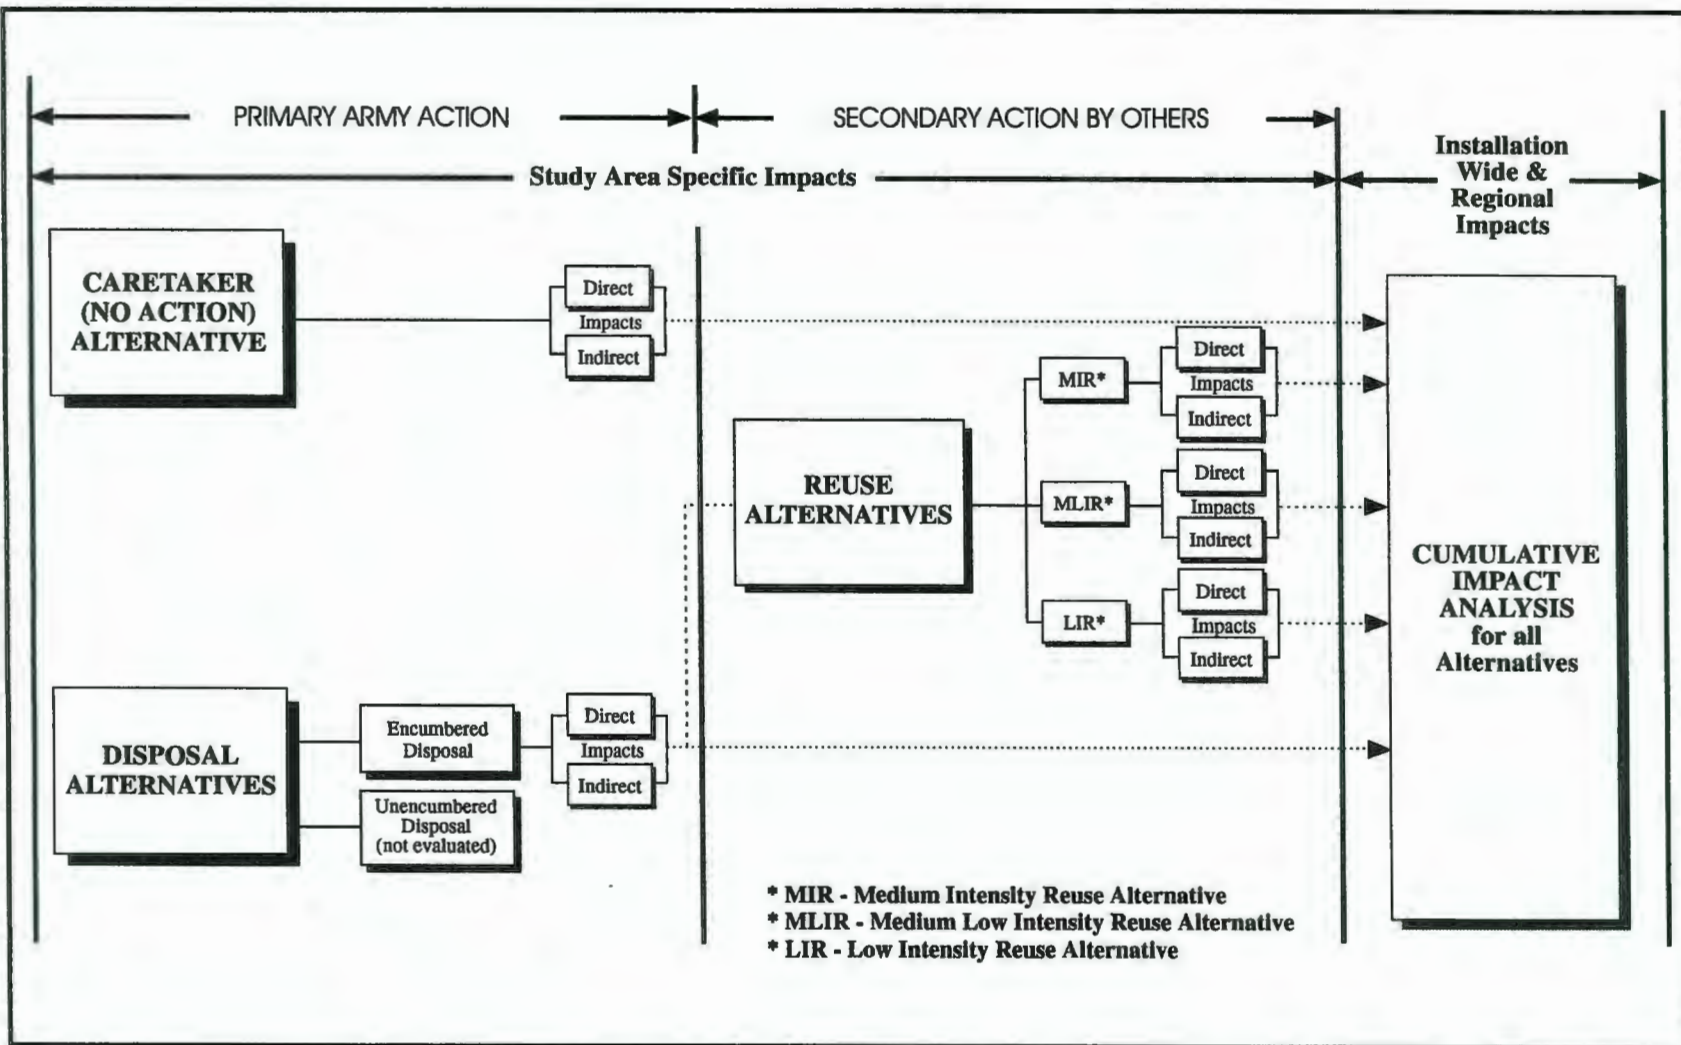 PRIMARY ARMY ACTION
SECONDARY ACTION BY OTHERS
Study Area Specific Impacts
Installation
Wide &
Regional
Impacts
CARETAKER
(NO ACTION)
ALTERNATIVE
Direct
Impacts
Indirect
REUSE
ALTERNATIVES
MIR*
Direct
Impacts
Indirect
MLIR*
Direct
Impacts
Indirect
LIR*
Direct
Impacts
Indirect
DISPOSAL
ALTERNATIVES
Encumbered
Disposal
Direct
Impacts
Indirect
Unencumbered
Disposal
(not evaluated)
CUMULATIVE
IMPACT
ANALYSIS
for all
Alternatives
* MIR - Medium Intensity Reuse Alternative
* MLIR - Medium Low Intensity Reuse Alternative
* LIR - Low Intensity Reuse Alternative